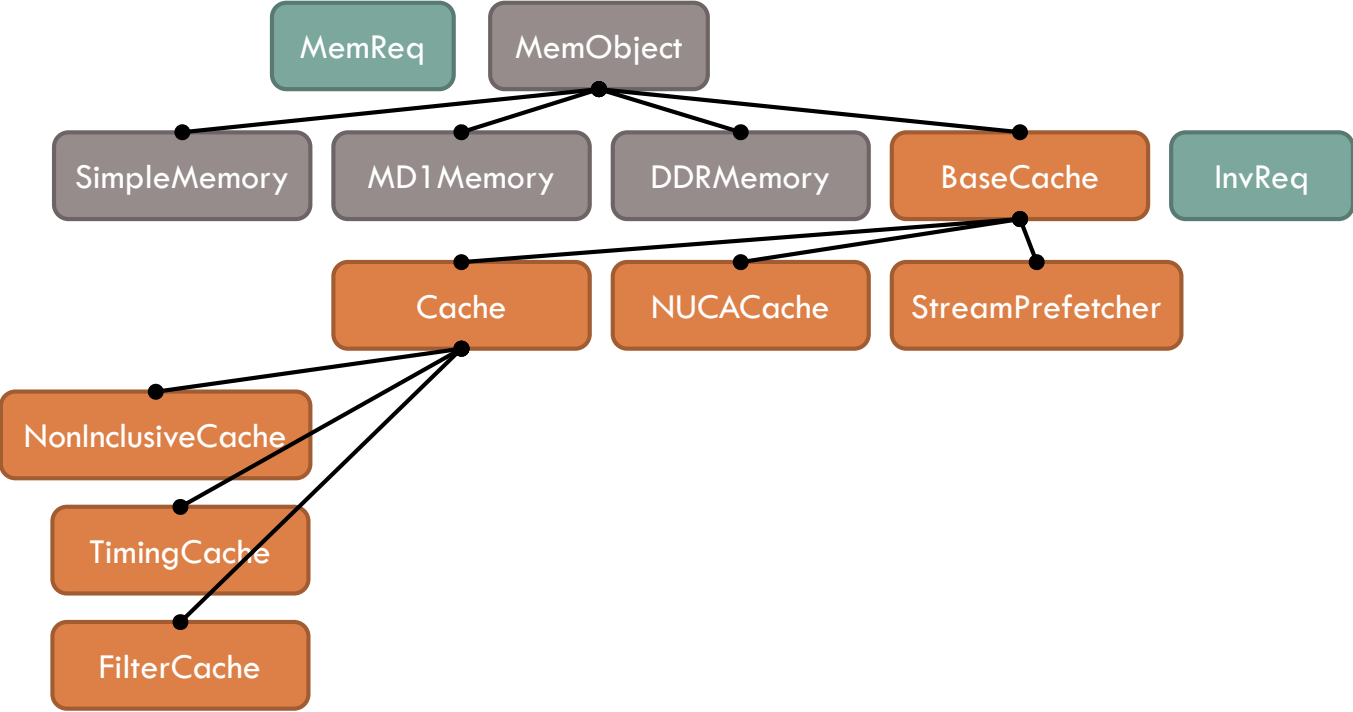 MemReq
MemObject
SimpleMemory
MD1Memory
DDRMemory
BaseCache
InvReq
Cache
NUCACache
StreamPrefetcher
NonInclusiveCache
TimingCache
FilterCache